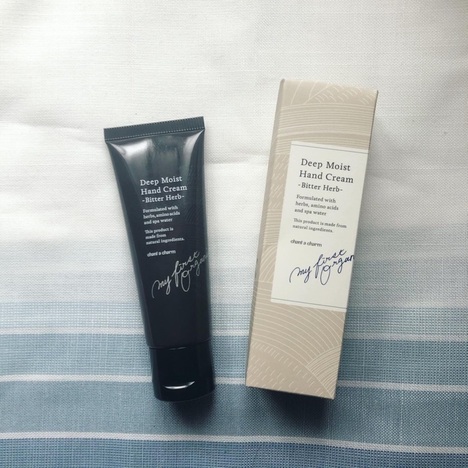 Deep Moist
Hand Cream
-Bitter Herb-
Formulated with
herbs, amino-acids
and spa water
This product is
made from
natural ingredients.
chant a charm
my first
Organ
Deep Moist
Hand Cream
-Bitter Herb-
Formulated with
herbs, amino acids
and spa water
This product is made from
natural ingredients.
chant a charm
my first
Organ